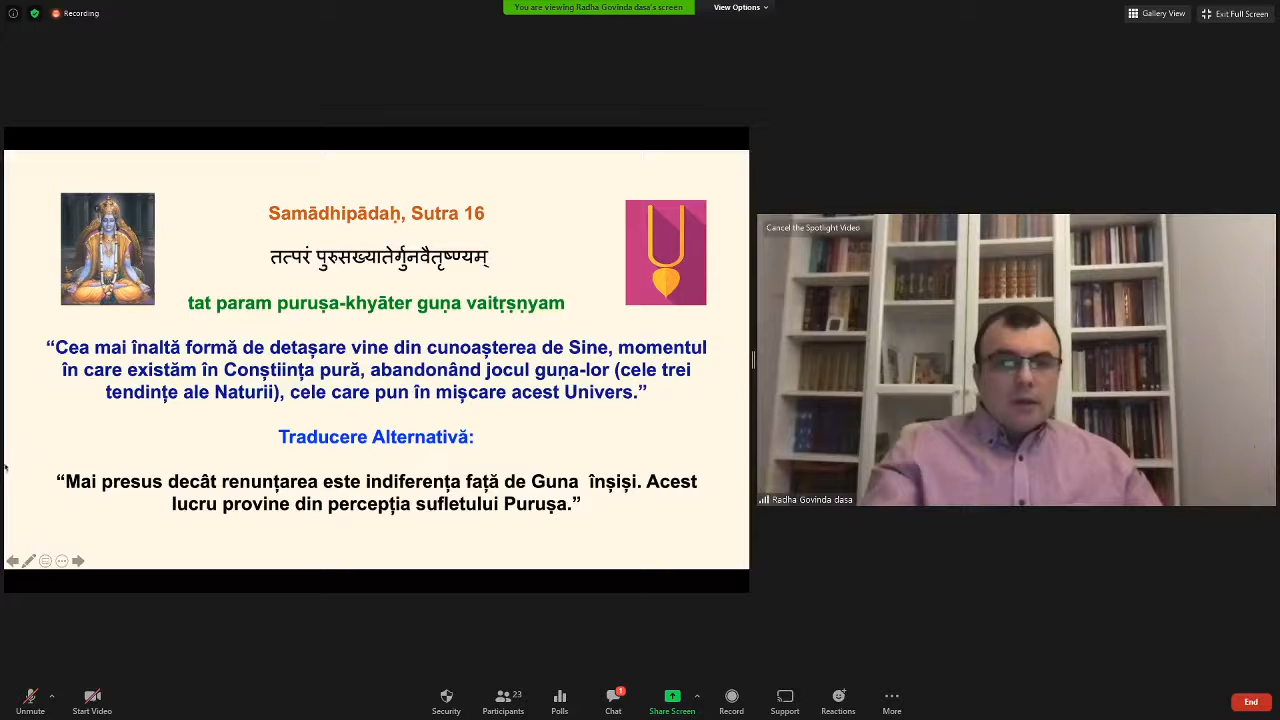 Recording
You are viewing Radha Govinda dasa's screen
View Options
Gallery View
Exit Full Screen
Samādhipādaḥ, Sutra 16
तत्परं पुरुसख्यातेर्गुनवैतृष्ण्यम्
tat param puruṣa-khyāter guṇa vaitṛṣṇyam
“Cea mai înaltă formă de detașare vine din cunoașterea de Sine, momentul
în care existăm în Conștiința pură, abandonând jocul guṇa-lor (cele trei
tendințe ale Naturii), cele care pun în mișcare acest Univers.”
Traducere Alternativă:
“Mai presus decât renunțarea este indiferența față de Guna înșiși. Acest
lucru provine din percepția sufletului Puruṣa.”
Cancel the Spotlight Video
Radha Govinda dasa
Unmute
Start Video
Security
Participants
23
Polls
Chat
1
Share Screen
Record
Support
Reactions
More
End